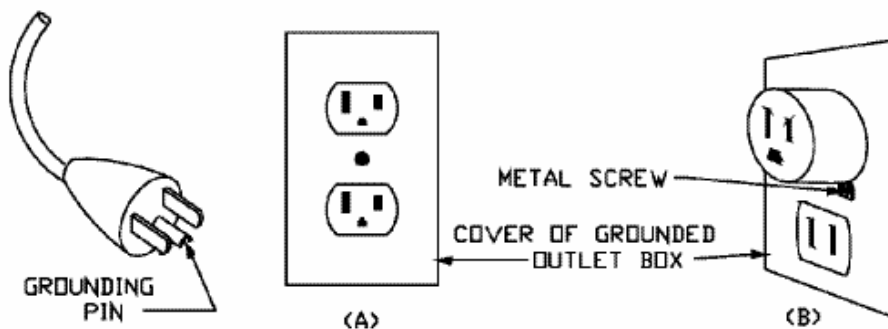 GROUNDING
PIN
(A)
METAL SCREW
COVER OF GROUNDED
OUTLET BOX
(B)